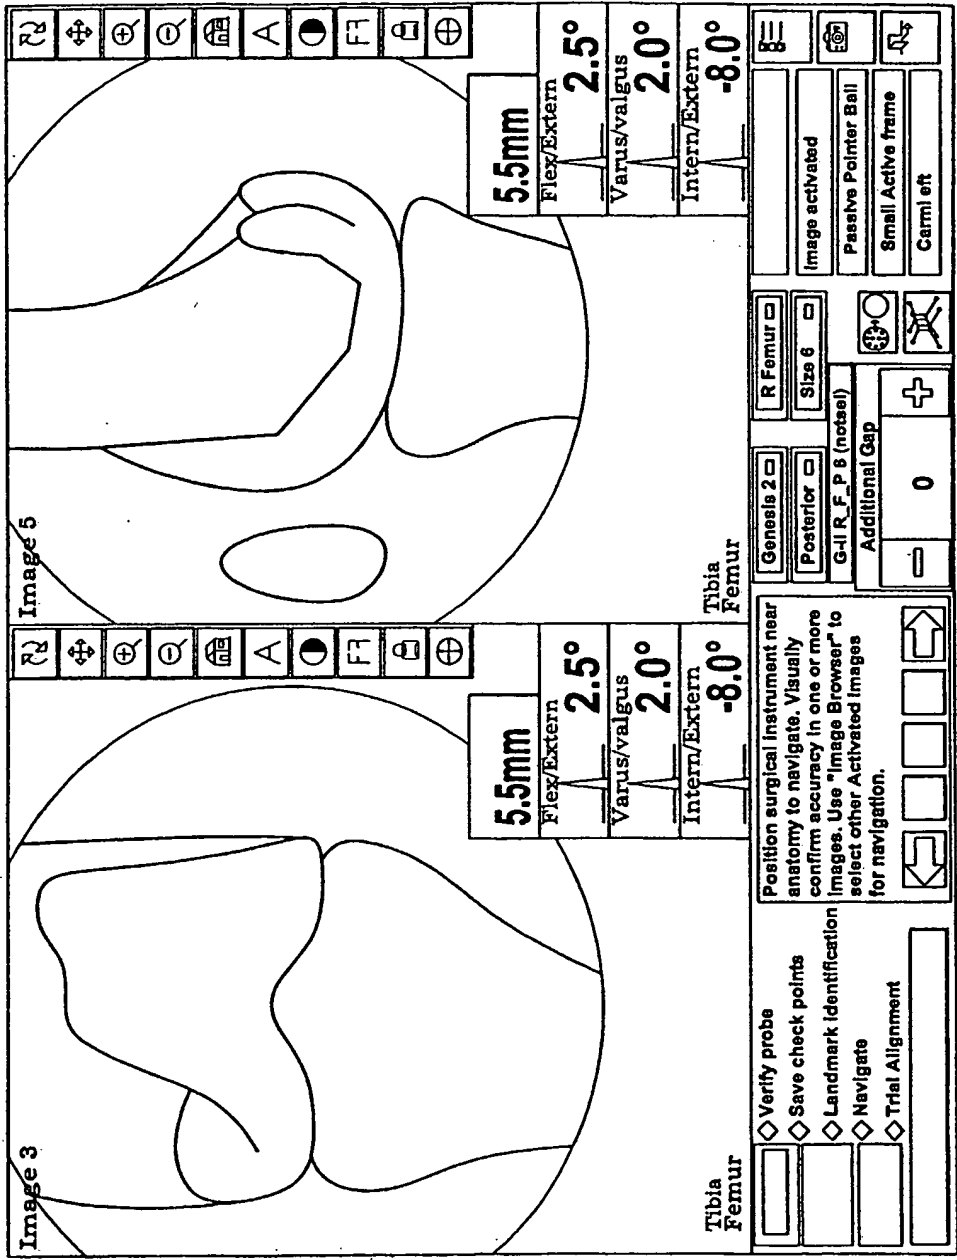 Image 3
A
5.5mm
Flex/Extern
2.5°
Varus/valgus
2.0°
Intern/Extern
-8.0°
Tibia
Femur
Image 5
A
5.5mm
Flex/Extern
2.5°
Varus/valgus
2.0°
Intern/Extern
-8.0°
Tibia
Femur
Verify probe
Save check points
Landmark identification
Navigate
Trial Alignment
Position surgical instrument near
anatomy to navigate. Visually
confirm accuracy in one or more
Images. Use "Image Browser" to
select other Activated Images
for navigation.
Genesis 2
R Femur
Posterior
Size 6
G-II R_F_P 6 (notsel)
Additional Gap
0
Image activated
Passive Pointer Ball
Small Active frame
Carml eft